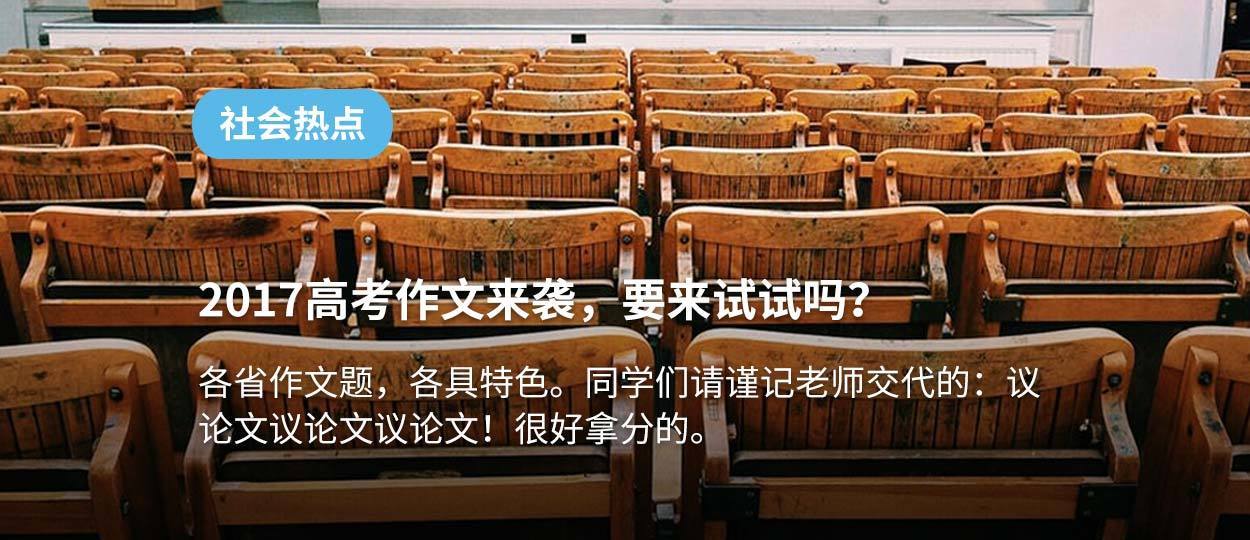 社会热点
2017高考作文来袭，要来试试吗？
各省作文题，各具特色。同学们请谨记老师交代的：议
论文议论文议论文！很好拿分的。